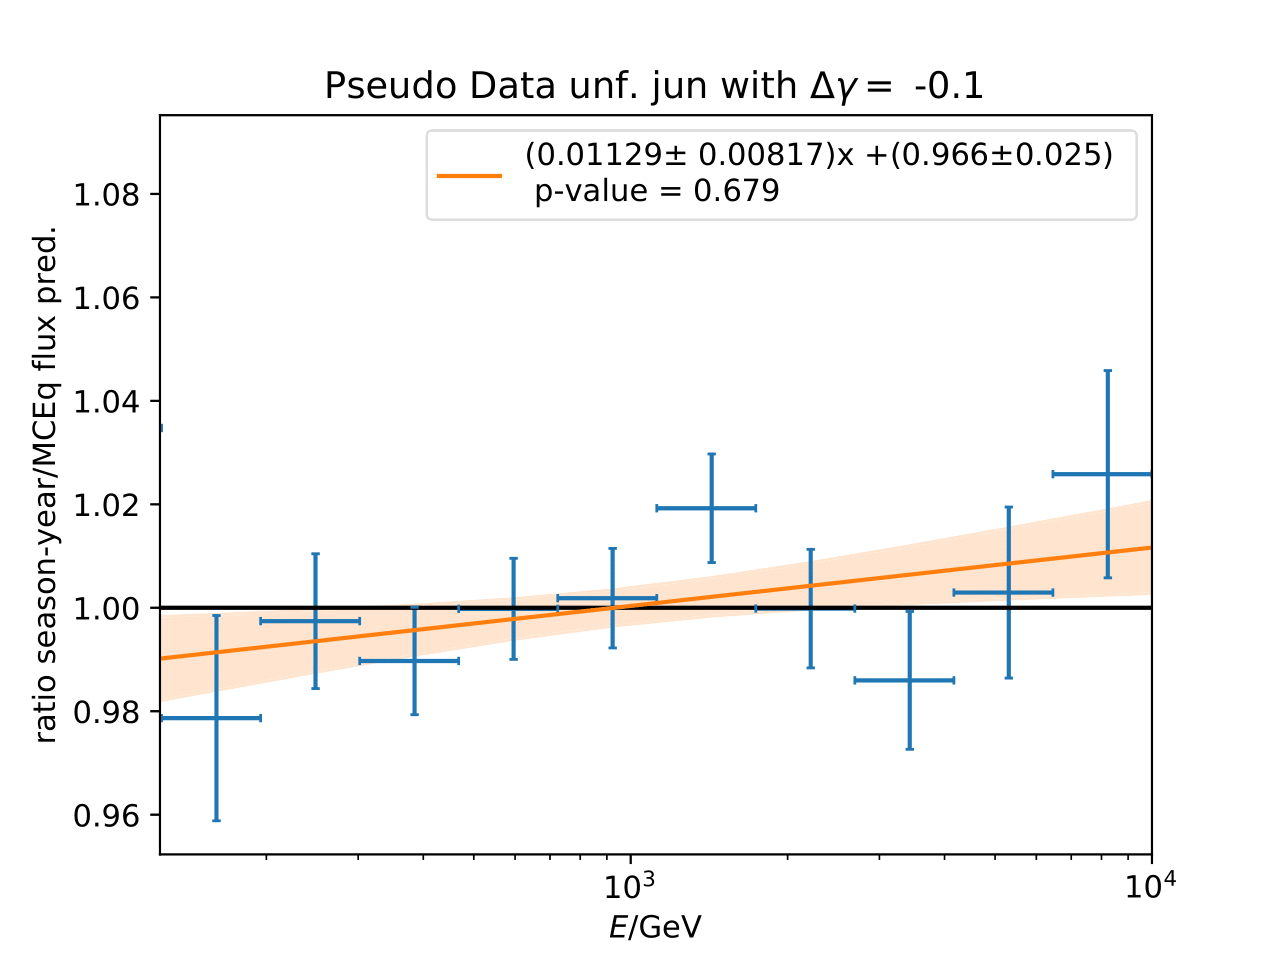 Pseudo Data unf. jun with Δγ = -0.1
(0.01129± 0.00817)x +(0.966±0.025)
p-value = 0.679
ratio season-year/MCEq flux pred.
1.08
1.06
1.04
1.02
1.00
0.98
0.96
10³
10⁴
E/GeV